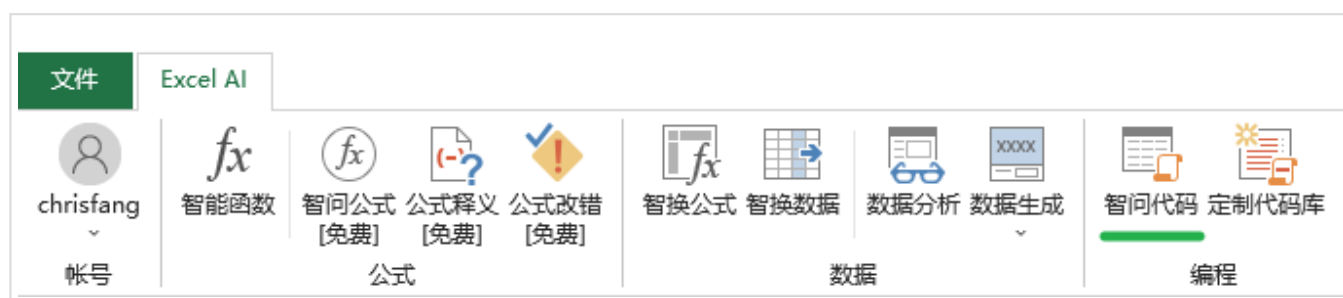 文件 Excel AI
fx fx (-)? fx XXXX
chrisfang 智能函数 智问公式 公式释义 公式改错 智换公式 智换数据 数据分析 数据生成 智问代码 定制代码库
[免费] [免费] [免费]
帐号 公式 数据 编程